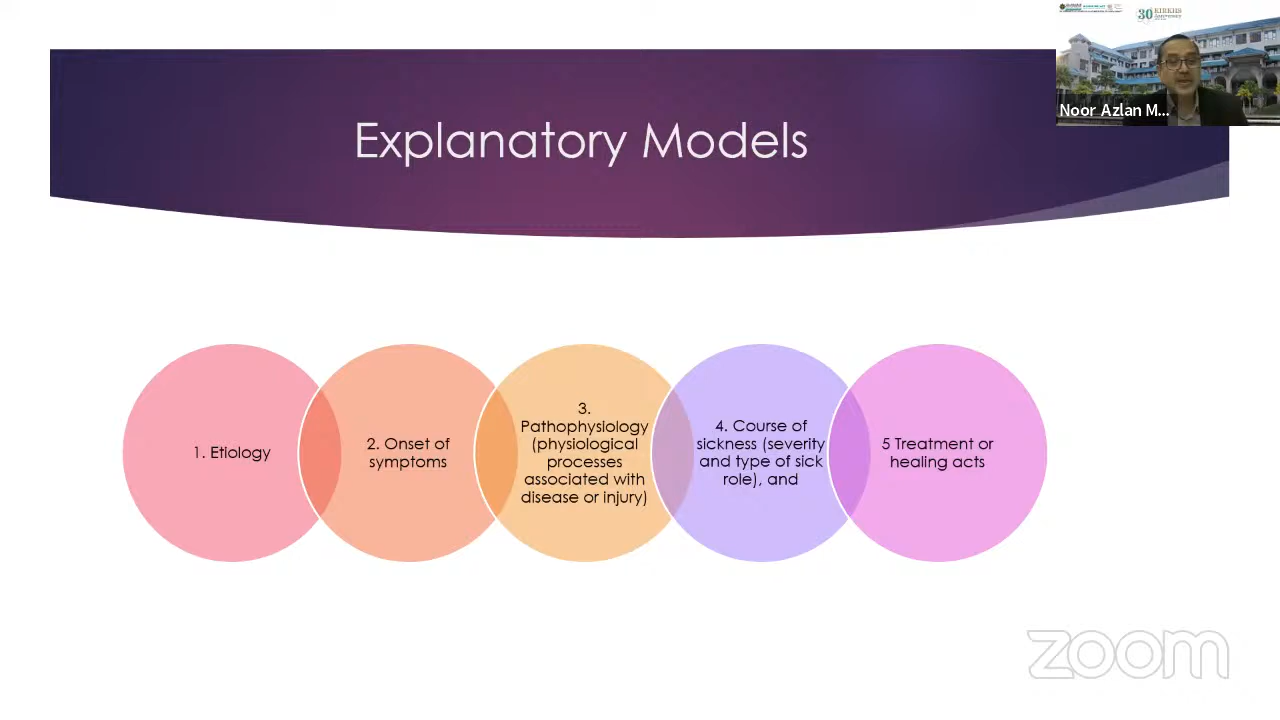 30 KIRKHS
Noor Azlan M...
Explanatory Models
1. Etiology
2. Onset of
symptoms
3.
Pathophysiology
(physiological
processes
associated with
disease or injury)
4. Course of
sickness (severity
and type of sick
role), and
5 Treatment or
healing acts
zoom